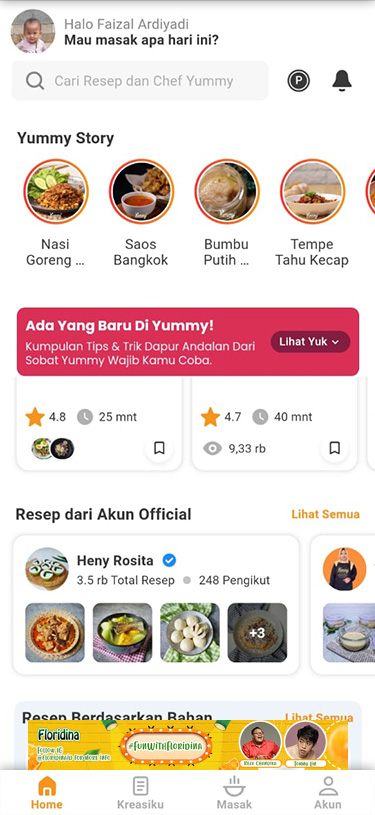 Halo Faizal Ardiyadi
Mau masak apa hari ini?
Cari Resep dan Chef Yummy
P
Yummy Story
Nasi
Goreng ...
Saos
Bangkok
Bumbu
Putih ...
Tempe
Tahu Kecap
Ada Yang Baru Di Yummy!
Kumpulan Tips & Trik Dapur Andalan Dari
Sobat Yummy Wajib Kamu Coba.
Lihat Yuk
4.8 25 mnt
4.7 40 mnt
9,33 rb
Resep dari Akun Official
Lihat Semua
Heny Rosita
3.5 rb Total Resep 248 Pengikut
+3
Resep Berdasarkan Bahan
Lihat Semua
Floridina
#FUNWITHFLORIDINA
Home
Kreasiku
Masak
Akun